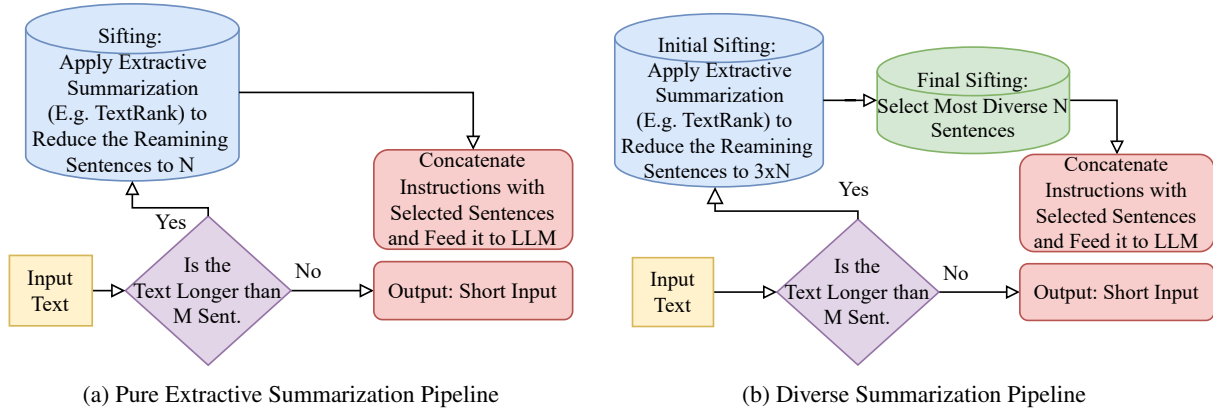 Sifting:
Apply Extractive
Summarization
(E.g. TextRank) to
Reduce the Reamining
Sentences to N
Concatenate
Instructions with
Selected Sentences
and Feed it to LLM
Yes
Input
Text
Is the
Text Longer than
M Sent.
No
Output: Short Input
(a) Pure Extractive Summarization Pipeline
Initial Sifting:
Apply Extractive
Summarization
(E.g. TextRank) to
Reduce the Reamining
Sentences to 3xN
Final Sifting:
Select Most Diverse N
Sentences
Concatenate
Instructions with
Selected Sentences
and Feed it to LLM
Yes
Input
Text
Is the
Text Longer than
M Sent.
No
Output: Short Input
(b) Diverse Summarization Pipeline